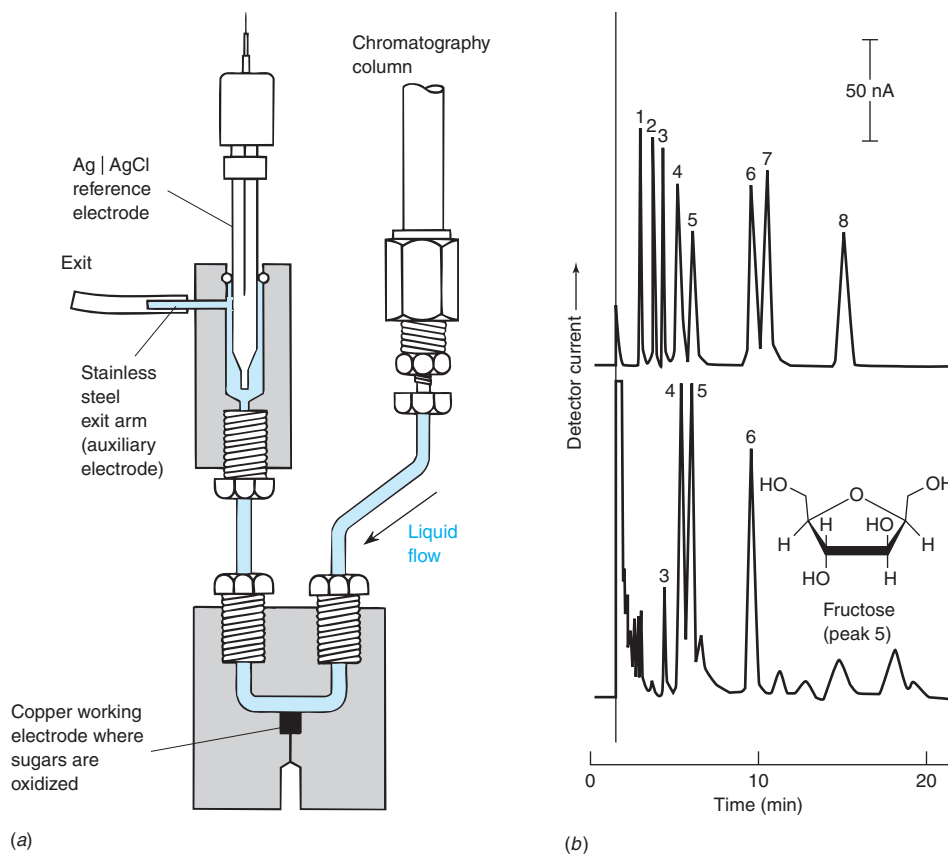 Chromatography
column
Ag | AgCl
reference
electrode
Exit
Stainless
steel
exit arm
(auxiliary
electrode)
Liquid
flow
Copper working
electrode where
sugars are
oxidized
(a)
50 nA
1
2
3
4
5
6
7
8
Detector current
4
5
6
3
HO
O
OH
H
H
HO
H
HO
H
Fructose
(peak 5)
0
10
20
Time (min)
(b)